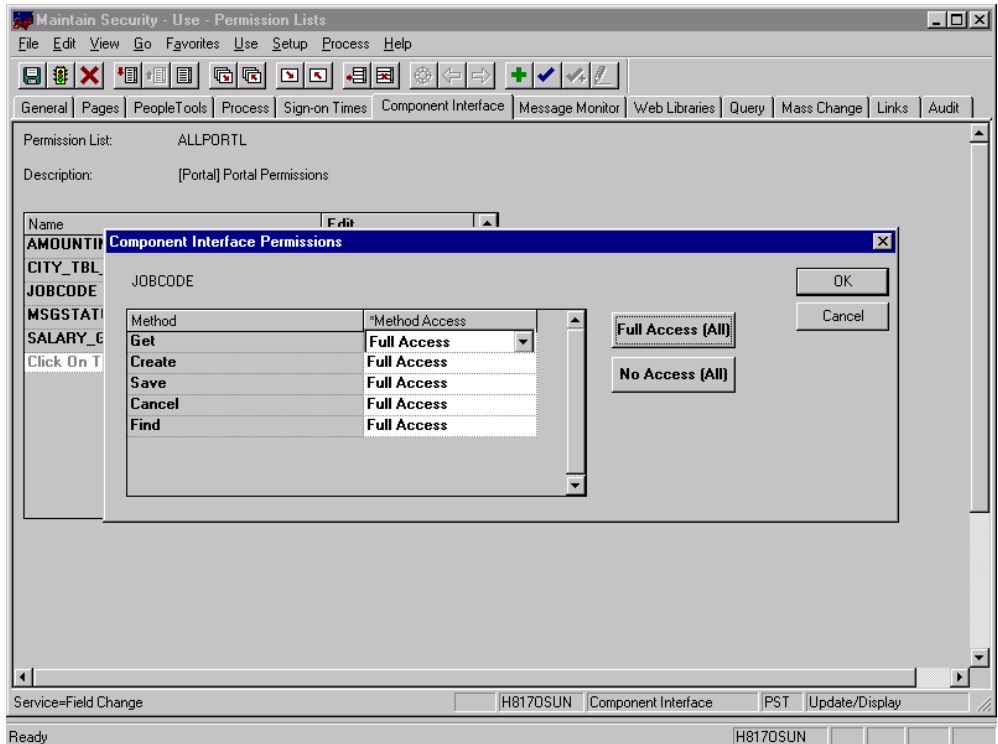 Maintain Security - Use - Permission Lists
File Edit View Go Favorites Use Setup Process Help
General Pages PeopleTools Process Sign-on Times Component Interface Message Monitor Web Libraries Query Mass Change Links Audit
Permission List: ALLPORTL
Description: [Portal] Portal Permissions
Name Edit
AMOUNTIN
CITY_TBL_
JOBCODE
MSGSTATI
SALARY_G
Click On T
Component Interface Permissions
JOBCODE
OK
Cancel
Method *Method Access
Get Full Access
Create Full Access
Save Full Access
Cancel Full Access
Find Full Access
Full Access (All)
No Access (All)
Service=Field Change H817OSUN Component Interface PST Update/Display
Ready H817OSUN